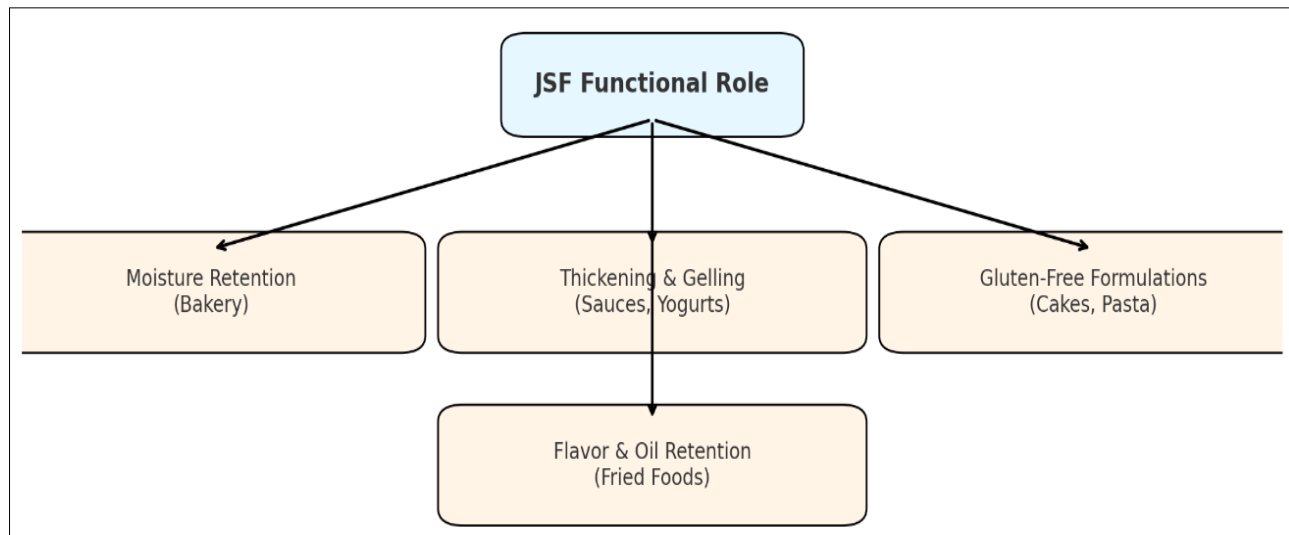 JSF Functional Role
Moisture Retention
(Bakery)
Thickening & Gelling
(Sauces, Yogurts)
Gluten-Free Formulations
(Cakes, Pasta)
Flavor & Oil Retention
(Fried Foods)